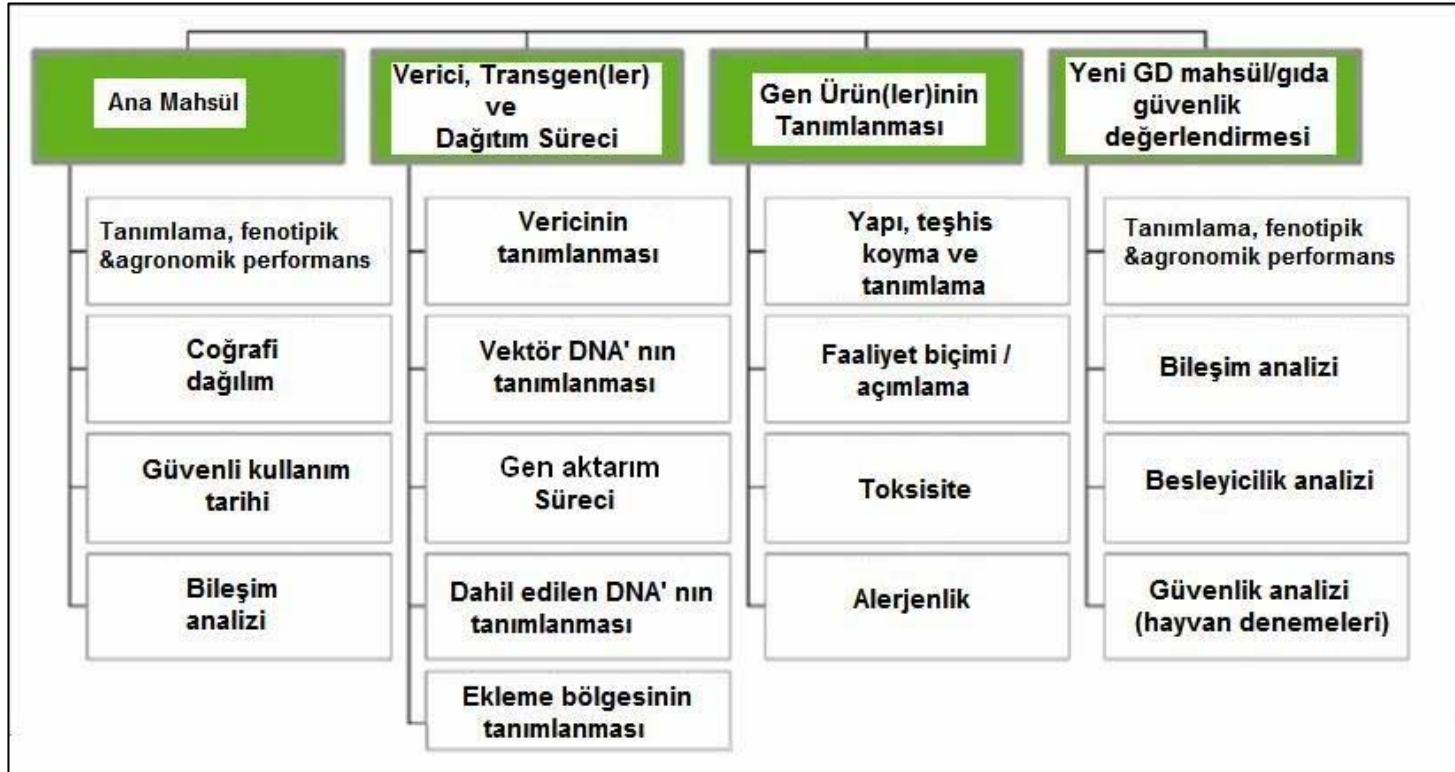 Ana Mahsül
Verici, Transgen(ler)
ve
Dağıtım Süreci
Gen Ürün(ler)inin
Tanımlanması
Yeni GD mahsül/gıda
güvenlik
değerlendirmesi
Tanımlama, fenotipik
&agronomik performans
Coğrafi
dağılım
Güvenli kullanım
tarihi
Bileşim
analizi
Vericinin
tanımlanması
Vektör DNA' nın
tanımlanması
Gen aktarım
Süreci
Dahil edilen DNA' nın
tanımlanması
Ekleme bölgesinin
tanımlanması
Yapı, teşhis
koyma ve
tanımlama
Faaliyet biçimi /
açımlama
Toksisite
Alerjenlik
Tanımlama, fenotipik
&agronomik performans
Bileşim analizi
Besleyicilik analizi
Güvenlik analizi
(hayvan denemeleri)